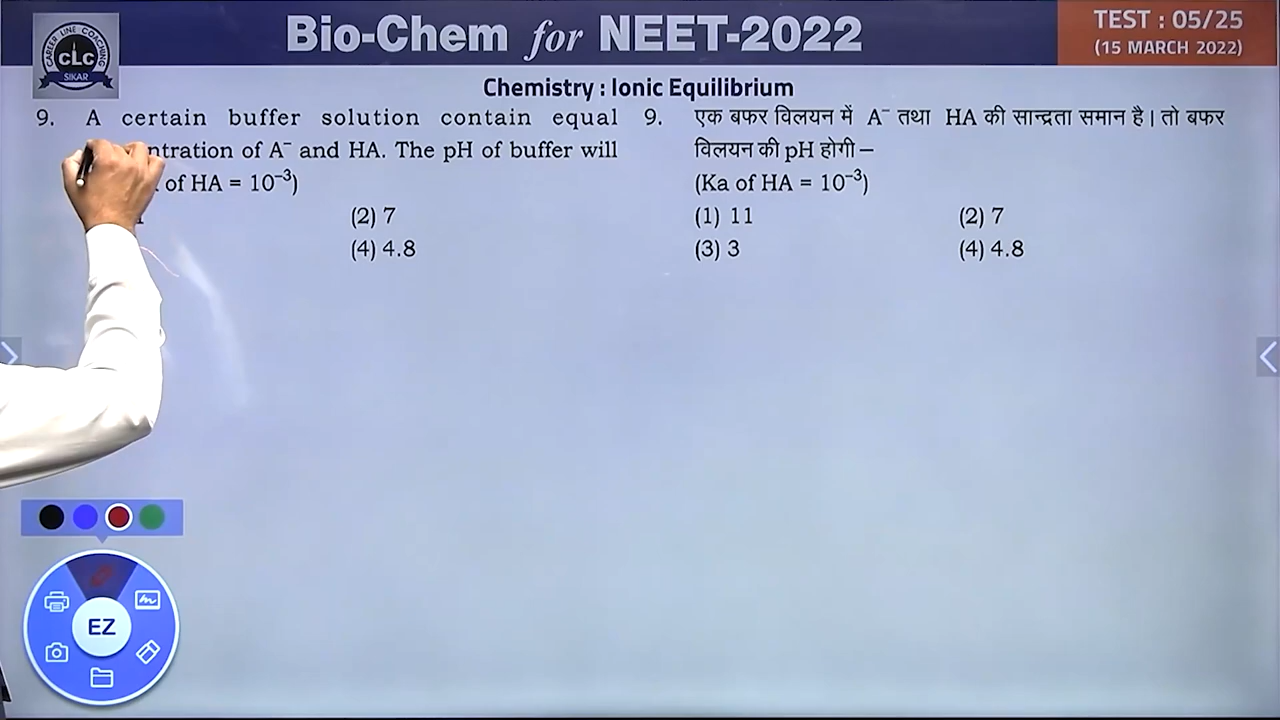 CAREER LINE COACHING
CLC
SIKAR
Bio-Chem for NEET-2022
TEST : 05/25
(15 MARCH 2022)
Chemistry : Ionic Equilibrium
9. A certain buffer solution contain equal
ntration of A⁻ and HA. The pH of buffer will
of HA = 10⁻³)
(2) 7
(4) 4.8
9. एक बफर विलयन में A⁻ तथा HA की सान्द्रता समान है। तो बफर
विलयन की pH होगी–
(Ka of HA = 10⁻³)
(1) 11 (2) 7
(3) 3 (4) 4.8
EZ